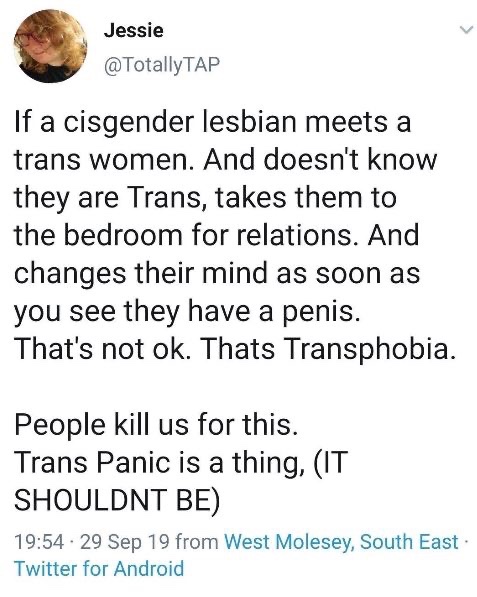 Jessie
@TotallyTAP
If a cisgender lesbian meets a
trans women. And doesn't know
they are Trans, takes them to
the bedroom for relations. And
changes their mind as soon as
you see they have a penis.
That's not ok. Thats Transphobia.
People kill us for this.
Trans Panic is a thing, (IT
SHOULDNT BE)
19:54 · 29 Sep 19 from West Molesey, South East ·
Twitter for Android